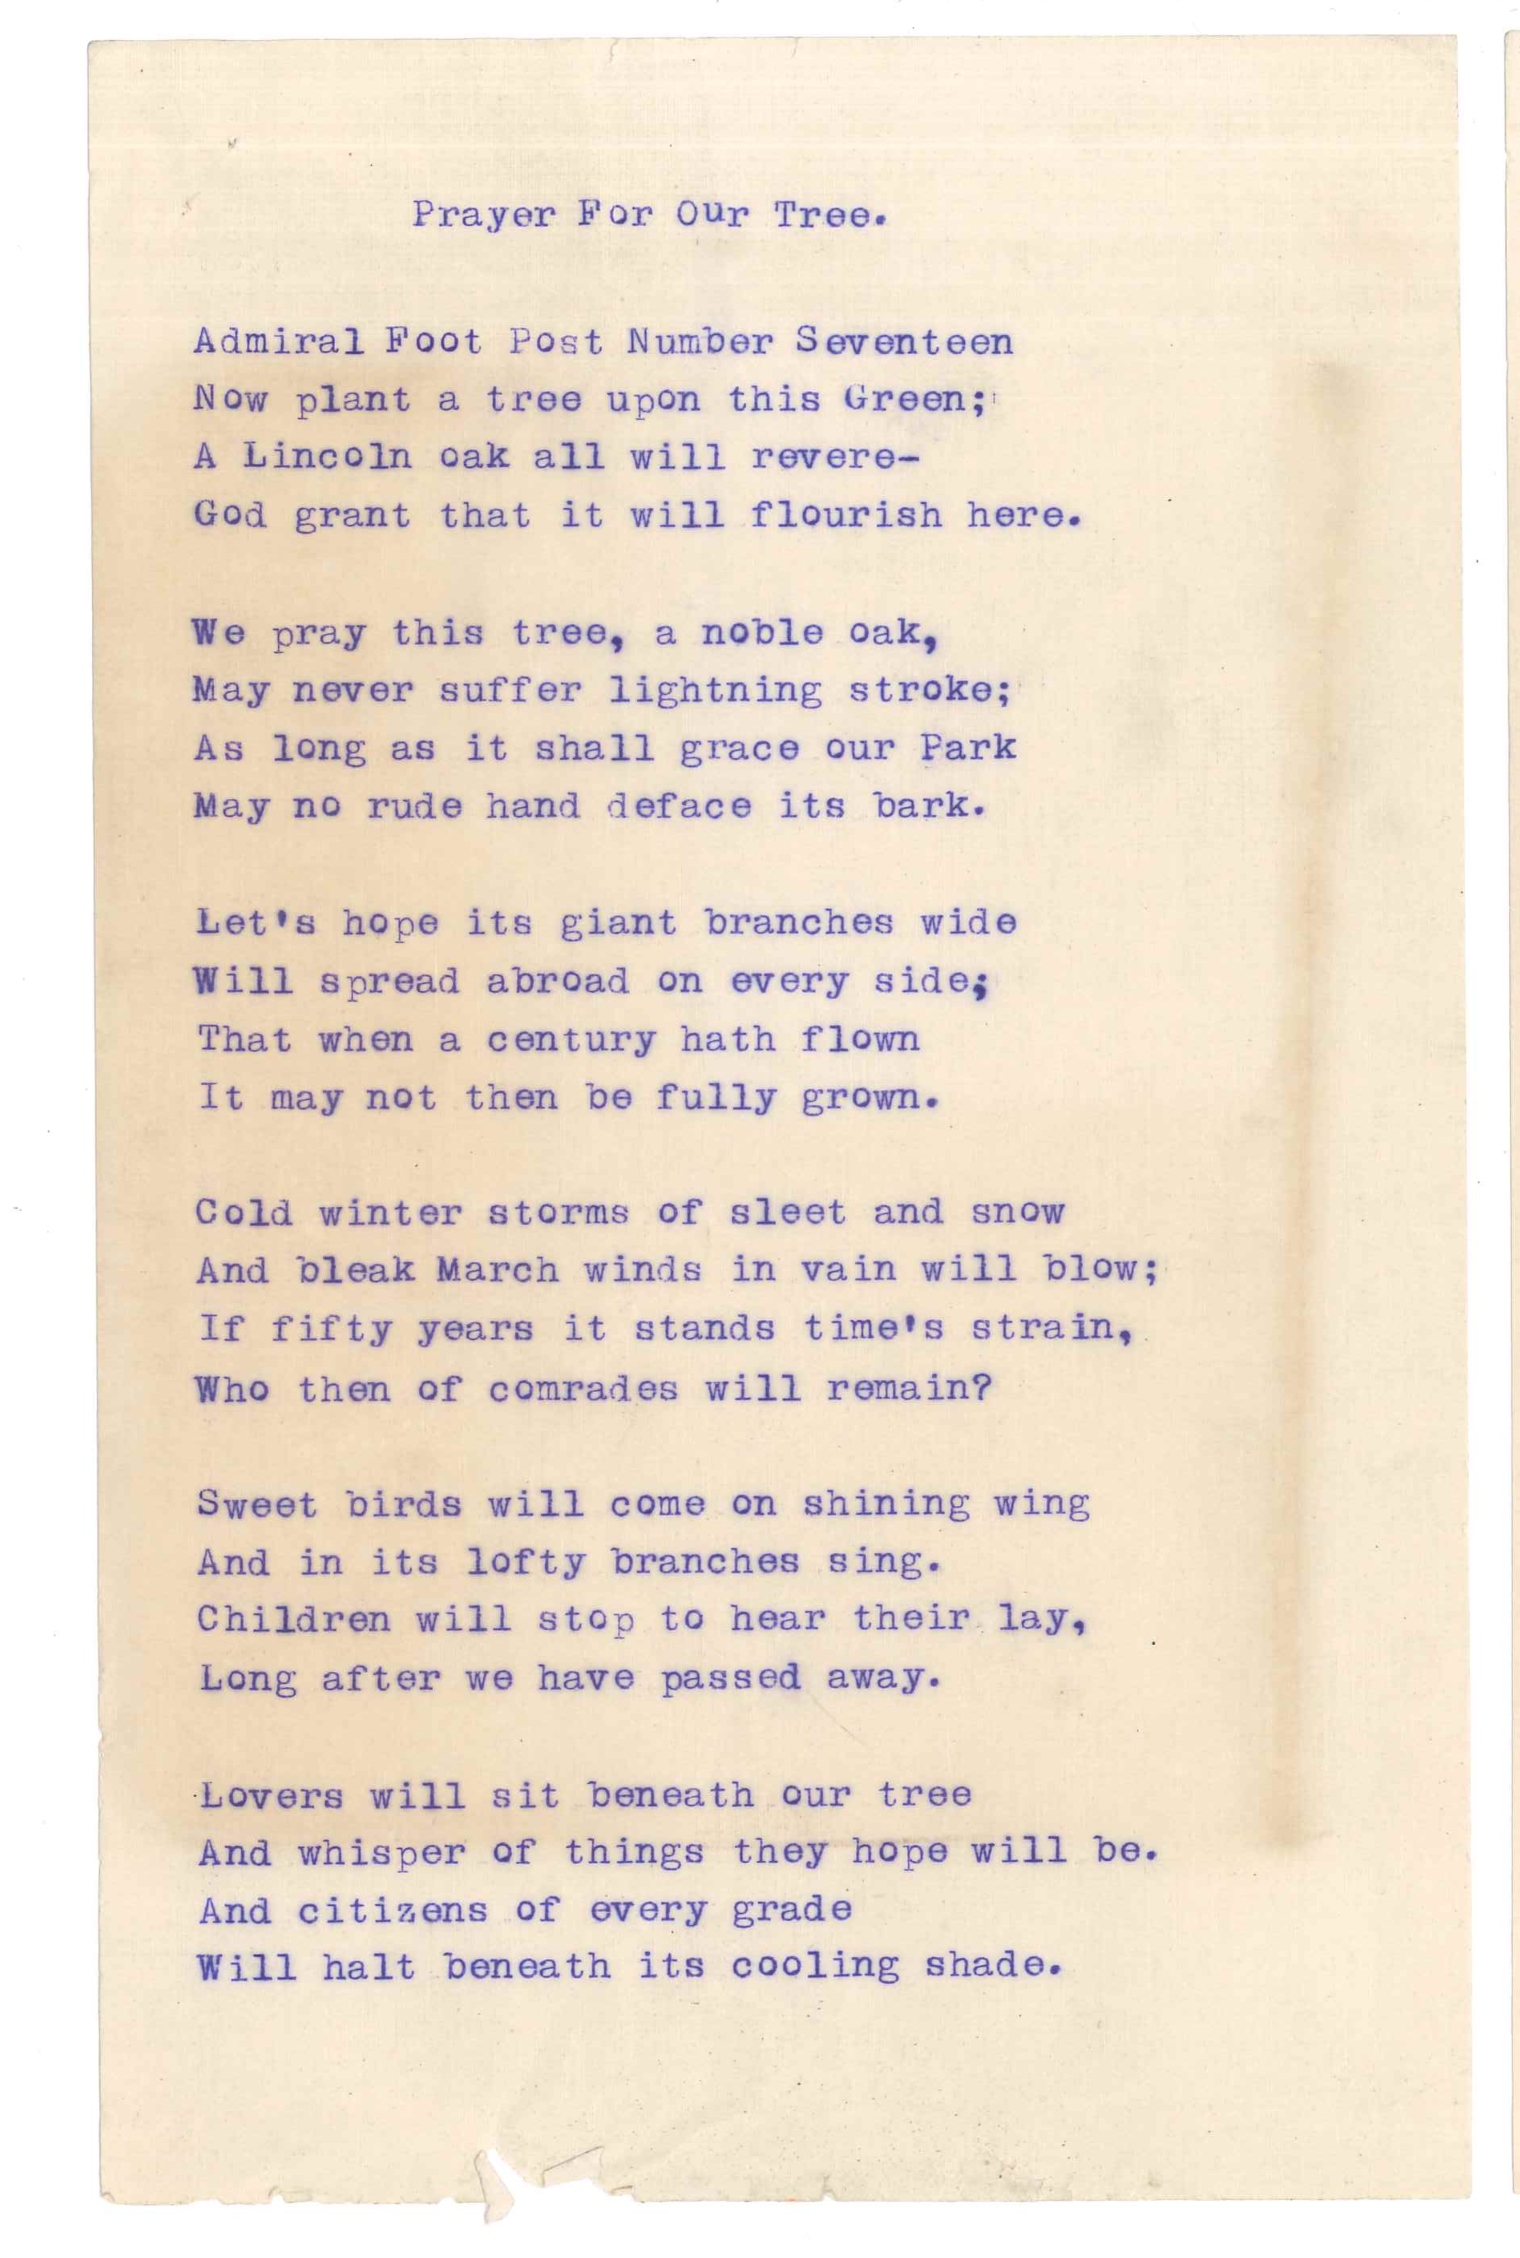 Prayer For Our Tree.
Admiral Foot Post Number Seventeen
Now plant a tree upon this Green;
A Lincoln oak all will revere-
God grant that it will flourish here.
We pray this tree, a noble oak,
May never suffer lightning stroke;
As long as it shall grace our Park
May no rude hand deface its bark.
Let's hope its giant branches wide
Will spread abroad on every side;
That when a century hath flown
It may not then be fully grown.
Cold winter storms of sleet and snow
And bleak March winds in vain will blow;
If fifty years it stands time's strain,
Who then of comrades will remain?
Sweet birds will come on shining wing
And in its lofty branches sing.
Children will stop to hear their lay,
Long after we have passed away.
Lovers will sit beneath our tree
And whisper of things they hope will be.
And citizens of every grade
Will halt beneath its cooling shade.